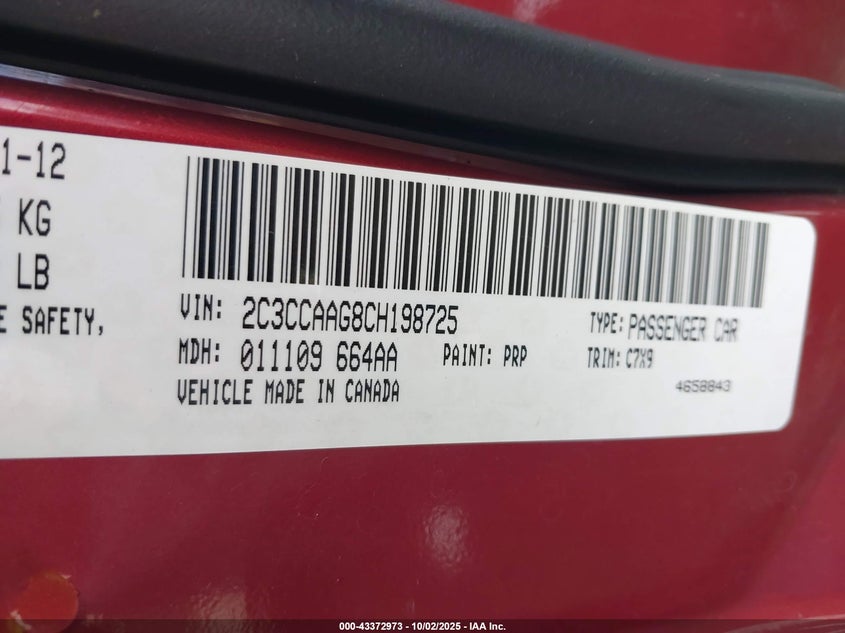 1-12
KG
LB
E SAFETY,
VIN: 2C3CCAAG8CH198725
TYPE: PASSENGER CAR
MDH: 011109 664AA
PAINT: PRP
TRIM: C7X9
VEHICLE MADE IN CANADA
4658843
000-43372973 - 10/02/2025 - IAA Inc.